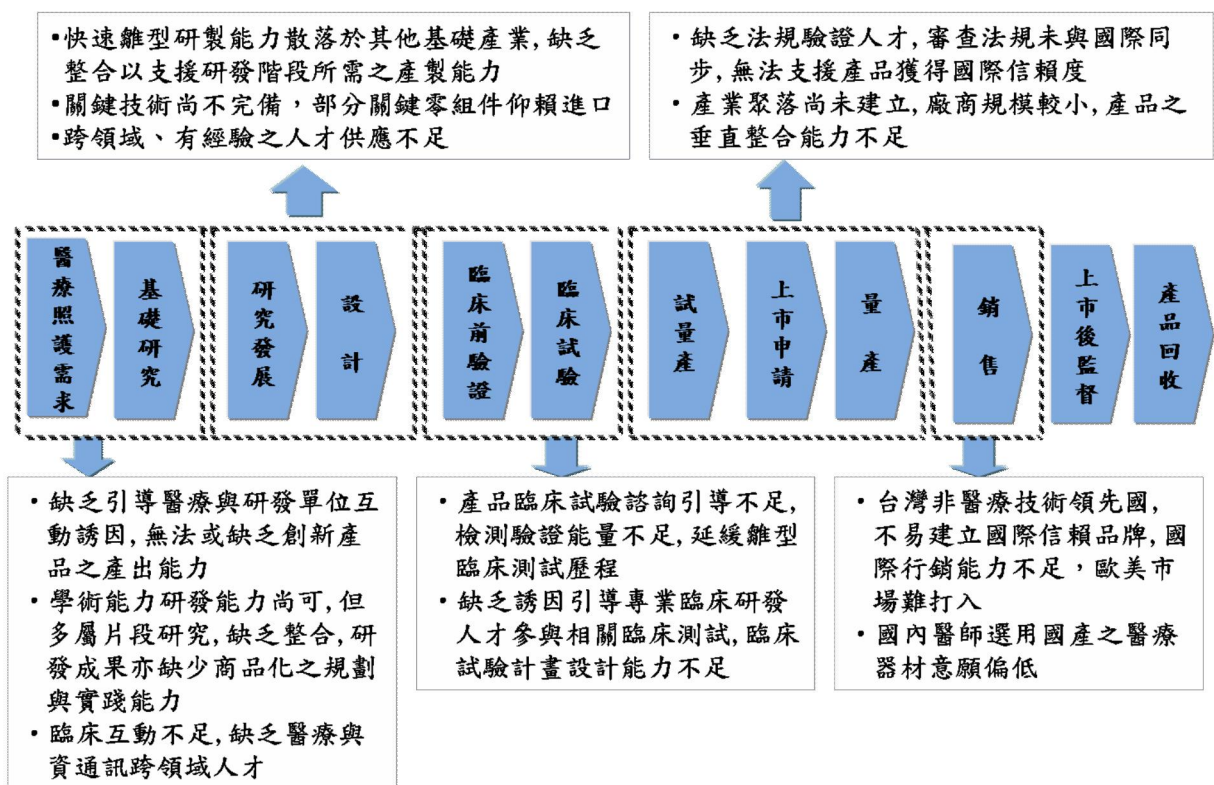 •快速雛型研製能力散落於其他基礎產業,缺乏
整合以支援研發階段所需之產製能力
•關鍵技術尚不完備，部分關鍵零組件仰賴進口
•跨領域、有經驗之人才供應不足
•缺乏法規驗證人才,審查法規未與國際同
步,無法支援產品獲得國際信賴度
•產業聚落尚未建立,廠商規模較小,產品之
垂直整合能力不足
醫療照護需求
基礎研究
研究發展
設計
臨床前驗證
臨床試驗
試量產
上市申請
量產
銷售
上市後監督
產品回收
•缺乏引導醫療與研發單位互
動誘因,無法或缺乏創新產
品之產出能力
•學術能力研發能力尚可,但
多屬片段研究,缺乏整合,研
發成果亦缺少商品化之規劃
與實踐能力
•臨床互動不足,缺乏醫療與
資通訊跨領域人才
•產品臨床試驗諮詢引導不足,
檢測驗證能量不足,延緩雛型
臨床測試歷程
•缺乏誘因引導專業臨床研發
人才參與相關臨床測試,臨床
試驗計畫設計能力不足
•台灣非醫療技術領先國,
不易建立國際信賴品牌,國
際行銷能力不足，歐美市
場難打入
•國內醫師選用國產之醫療
器材意願偏低